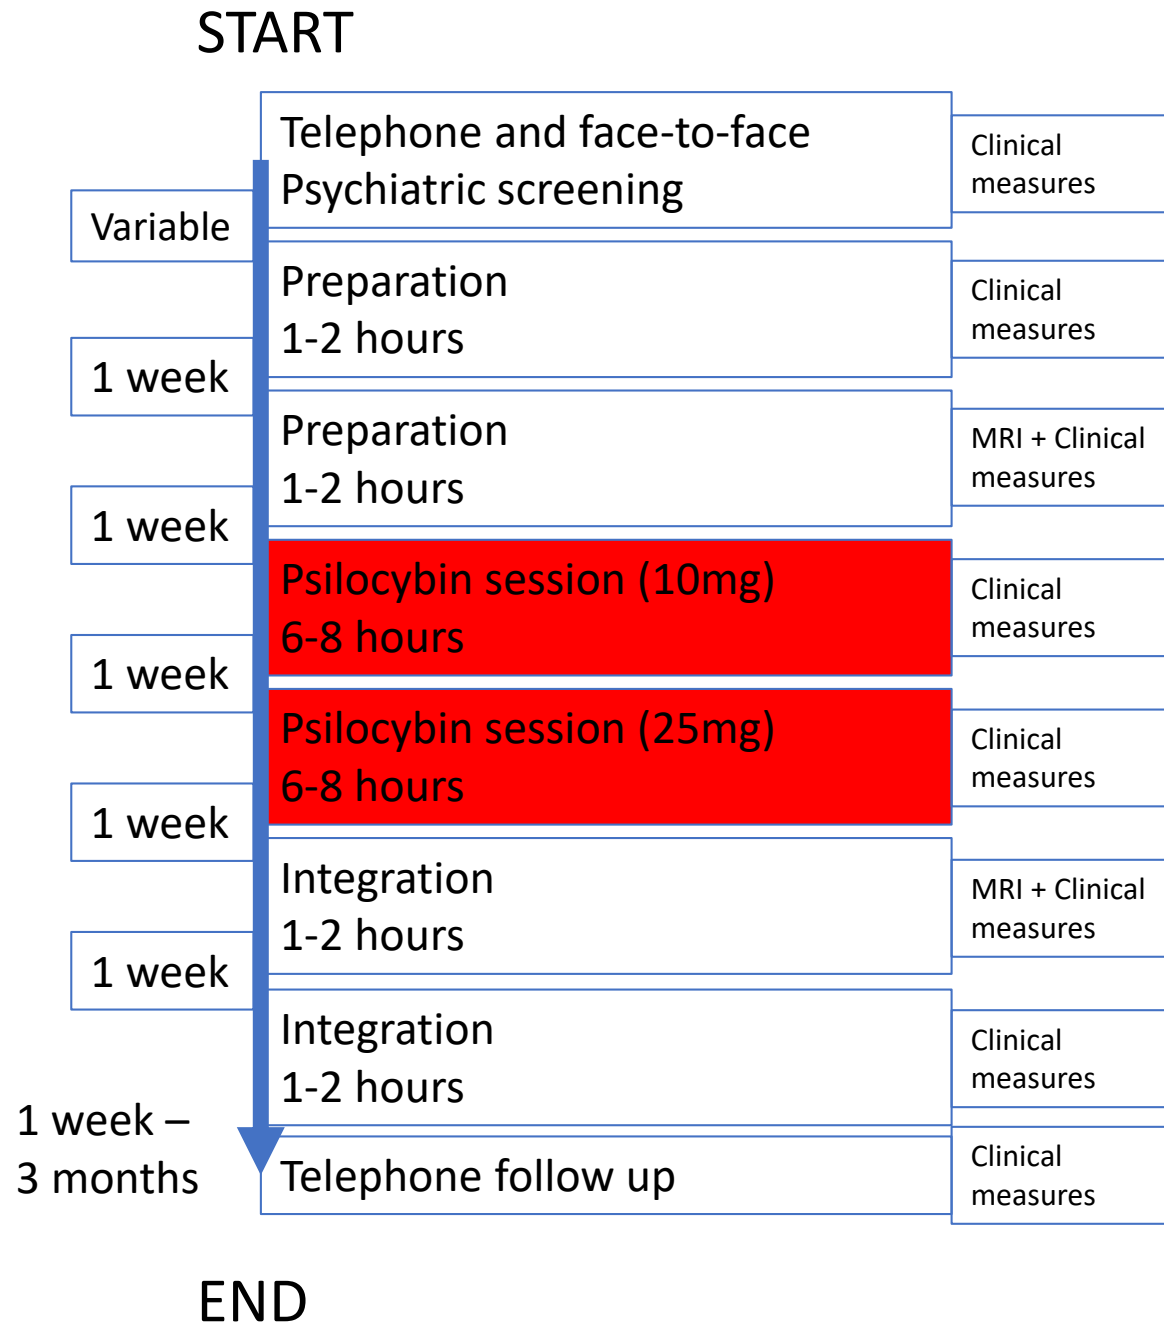 START
Telephone and face-to-face
Psychiatric screening
Clinical
measures
Variable
Preparation
1-2 hours
Clinical
measures
1 week
Preparation
1-2 hours
MRI + Clinical
measures
1 week
Psilocybin session (10mg)
6-8 hours
Clinical
measures
1 week
Psilocybin session (25mg)
6-8 hours
Clinical
measures
1 week
Integration
1-2 hours
MRI + Clinical
measures
1 week
Integration
1-2 hours
Clinical
measures
1 week –
3 months
Telephone follow up
Clinical
measures
END